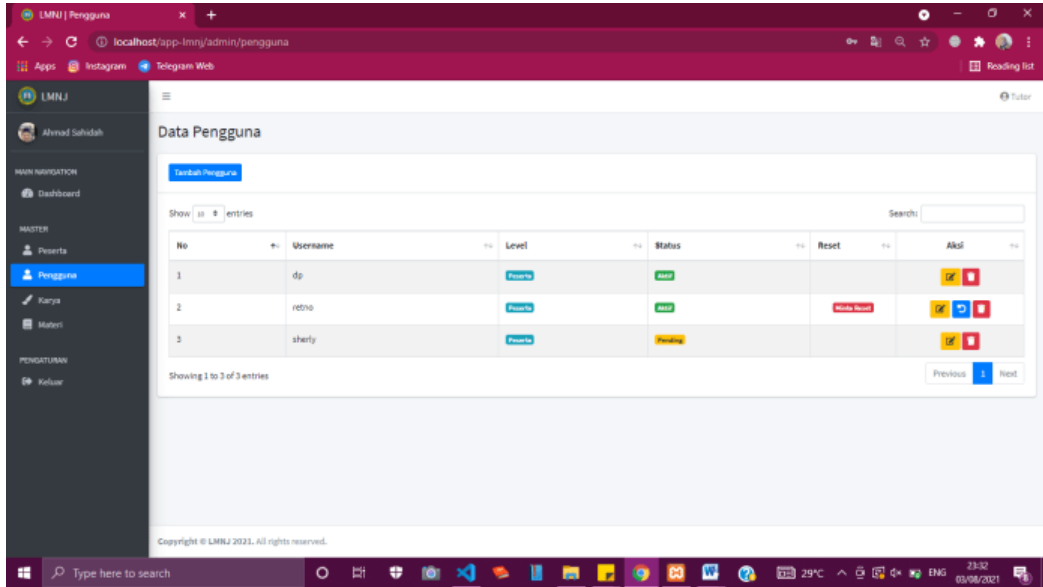 LMNJ | Pengguna
localhost/app-lmnj/admin/pengguna
Apps Instagram Telegram Web Reading list
LMNJ
Tutor
Ahmad Sahidah
Data Pengguna
MAIN NAVIGATION
Dashboard
MASTER
Peserta
Pengguna
Karya
Materi
PENGATURAN
Keluar
Tambah Pengguna
Show 10 entries Search:
No Username Level Status Reset Aksi
1 dp Peserta Aktif
2 retno Peserta Aktif Minta Reset
3 sherly Peserta Pending
Showing 1 to 3 of 3 entries Previous 1 Next
Copyright © LMNJ 2021. All rights reserved.
Type here to search 29°C ENG 23:32
03/08/2021